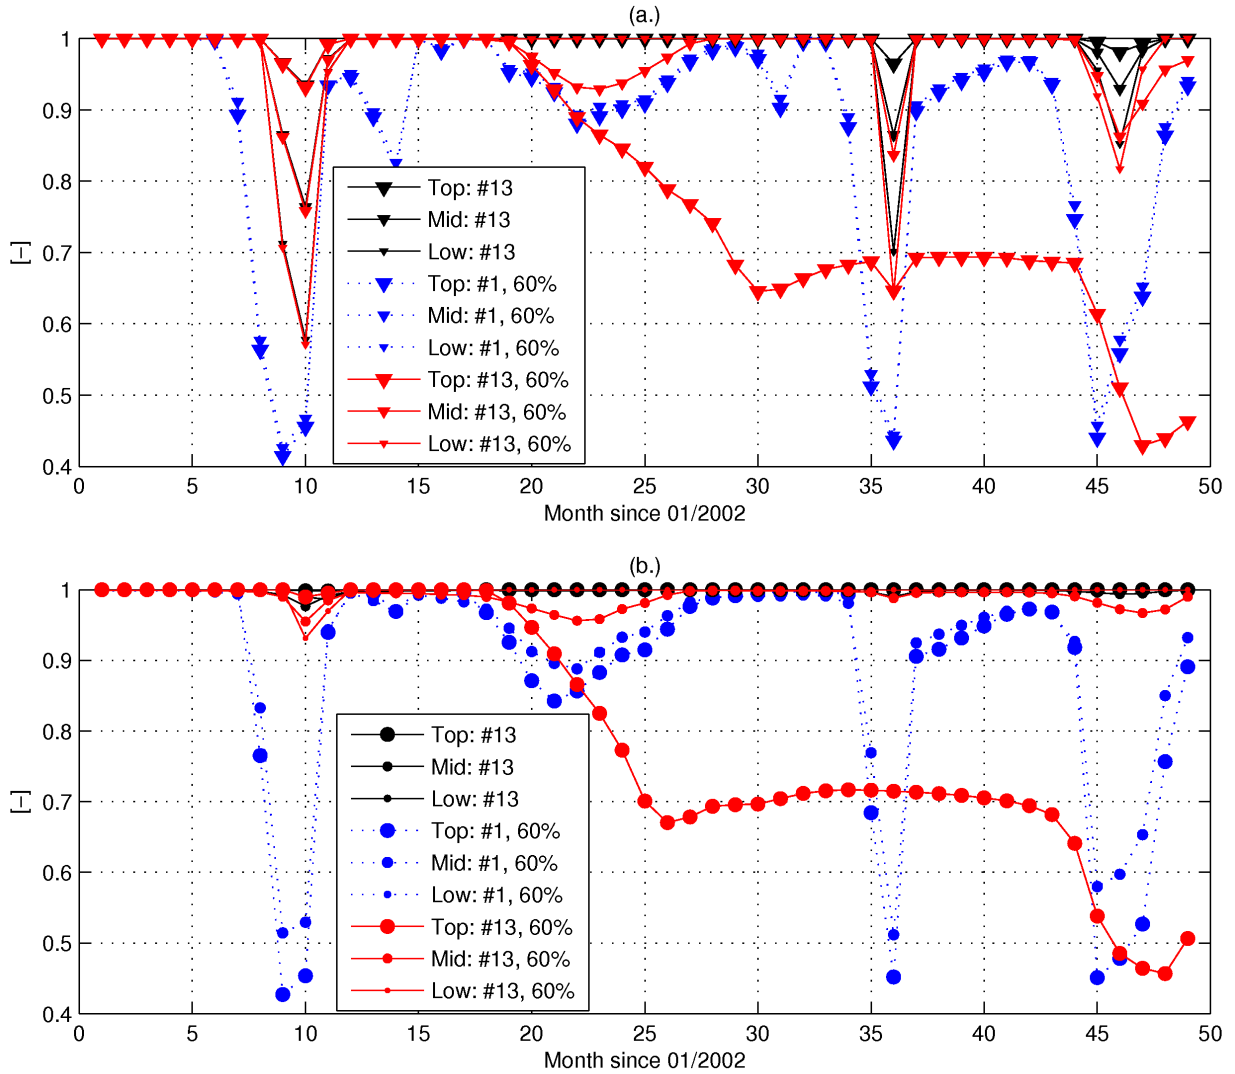 (a.)
1
0.9
0.8
0.7
0.6
0.5
0.4
[−]
Top: #13
Mid: #13
Low: #13
Top: #1, 60%
Mid: #1, 60%
Low: #1, 60%
Top: #13, 60%
Mid: #13, 60%
Low: #13, 60%
0 5 10 15 20 25 30 35 40 45 50
Month since 01/2002
(b.)
1
0.9
0.8
0.7
0.6
0.5
0.4
[−]
Top: #13
Mid: #13
Low: #13
Top: #1, 60%
Mid: #1, 60%
Low: #1, 60%
Top: #13, 60%
Mid: #13, 60%
Low: #13, 60%
0 5 10 15 20 25 30 35 40 45 50
Month since 01/2002